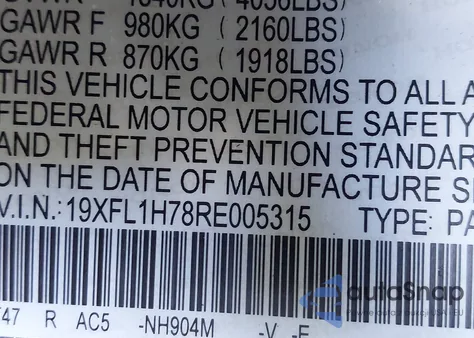 GAWR F 980KG ( 2160LBS)
GAWR R 870KG ( 1918LBS)
THIS VEHICLE CONFORMS TO ALL A
FEDERAL MOTOR VEHICLE SAFETY
AND THEFT PREVENTION STANDAR
ON THE DATE OF MANUFACTURE S
V.I.N.:19XFL1H78RE005315 TYPE: PA
47 R AC5 -NH904M -V -E
autoSnap